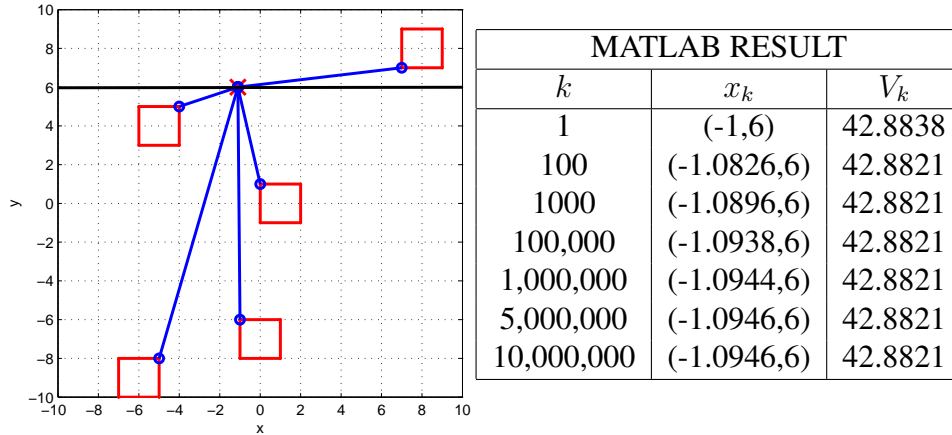 10
8
6
4
2
0
−2
−4
−6
−8
−10
y
−10 −8 −6 −4 −2 0 2 4 6 8 10
x
MATLAB RESULT
k x_k V_k
1 (-1,6) 42.8838
100 (-1.0826,6) 42.8821
1000 (-1.0896,6) 42.8821
100,000 (-1.0938,6) 42.8821
1,000,000 (-1.0944,6) 42.8821
5,000,000 (-1.0946,6) 42.8821
10,000,000 (-1.0946,6) 42.8821